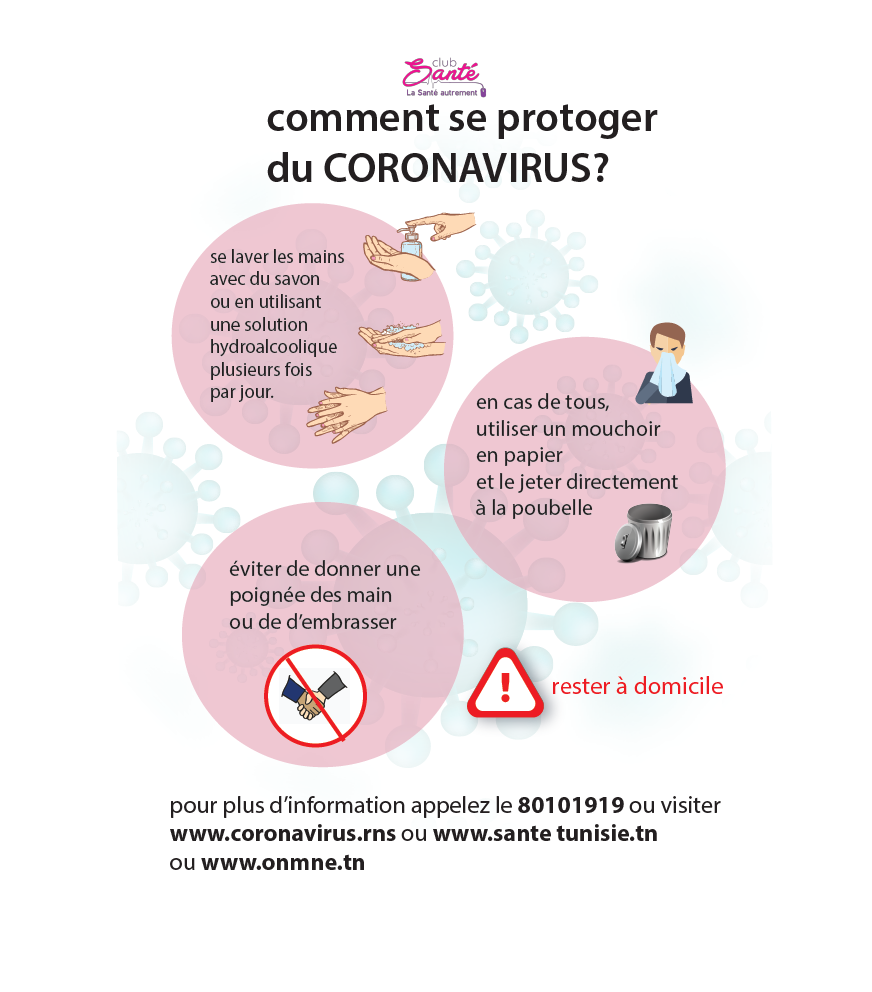 club
Santé
La Santé autrement
comment se protoger
du CORONAVIRUS?
se laver les mains
avec du savon
ou en utilisant
une solution
hydroalcoolique
plusieurs fois
par jour.
en cas de tous,
utiliser un mouchoir
en papier
et le jeter directement
à la poubelle
éviter de donner une
poignée des main
ou de d’embrasser
rester à domicile
pour plus d’information appelez le 80101919 ou visiter
www.coronavirus.rns ou www.sante tunisie.tn
ou www.onmne.tn